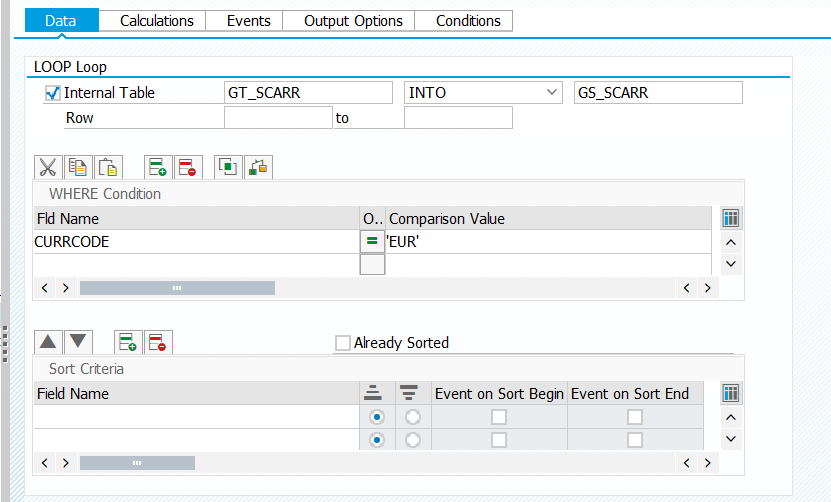 Data Calculations Events Output Options Conditions
LOOP Loop
Internal Table GT_SCARR INTO GS_SCARR
Row to
WHERE Condition
Fld Name O.. Comparison Value
CURRCODE = 'EUR'
Already Sorted
Sort Criteria
Field Name Event on Sort Begin Event on Sort End